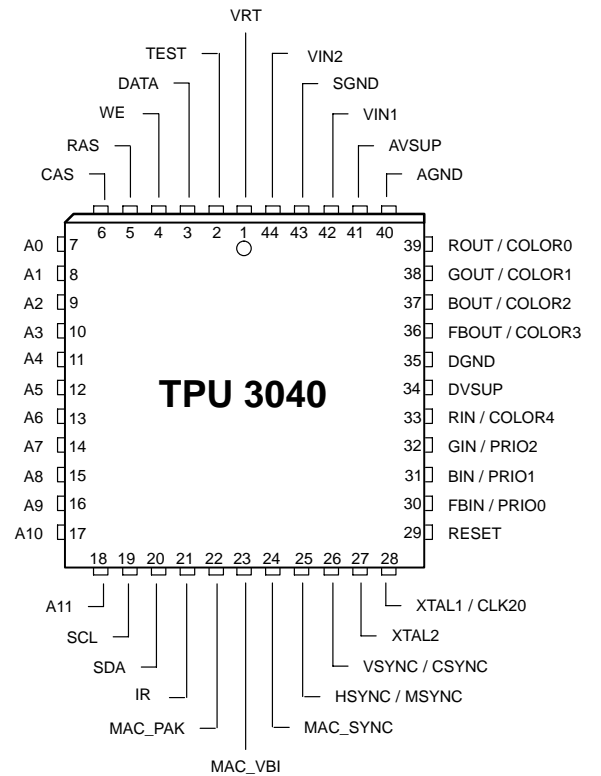 VRT
TEST
VIN2
DATA
SGND
WE
VIN1
RAS
AVSUP
CAS
AGND
6 5 4 3 2 1 44 43 42 41 40
A0 7 39 ROUT / COLOR0
A1 8 38 GOUT / COLOR1
A2 9 37 BOUT / COLOR2
A3 10 36 FBOUT / COLOR3
A4 11 35 DGND
A5 12 34 DVSUP
TPU 3040
A6 13 33 RIN / COLOR4
A7 14 32 GIN / PRIO2
A8 15 31 BIN / PRIO1
A9 16 30 FBIN / PRIO0
A10 17 29 RESET
18 19 20 21 22 23 24 25 26 27 28
A11
XTAL1 / CLK20
SCL
XTAL2
SDA
VSYNC / CSYNC
IR
HSYNC / MSYNC
MAC_PAK
MAC_SYNC
MAC_VBI